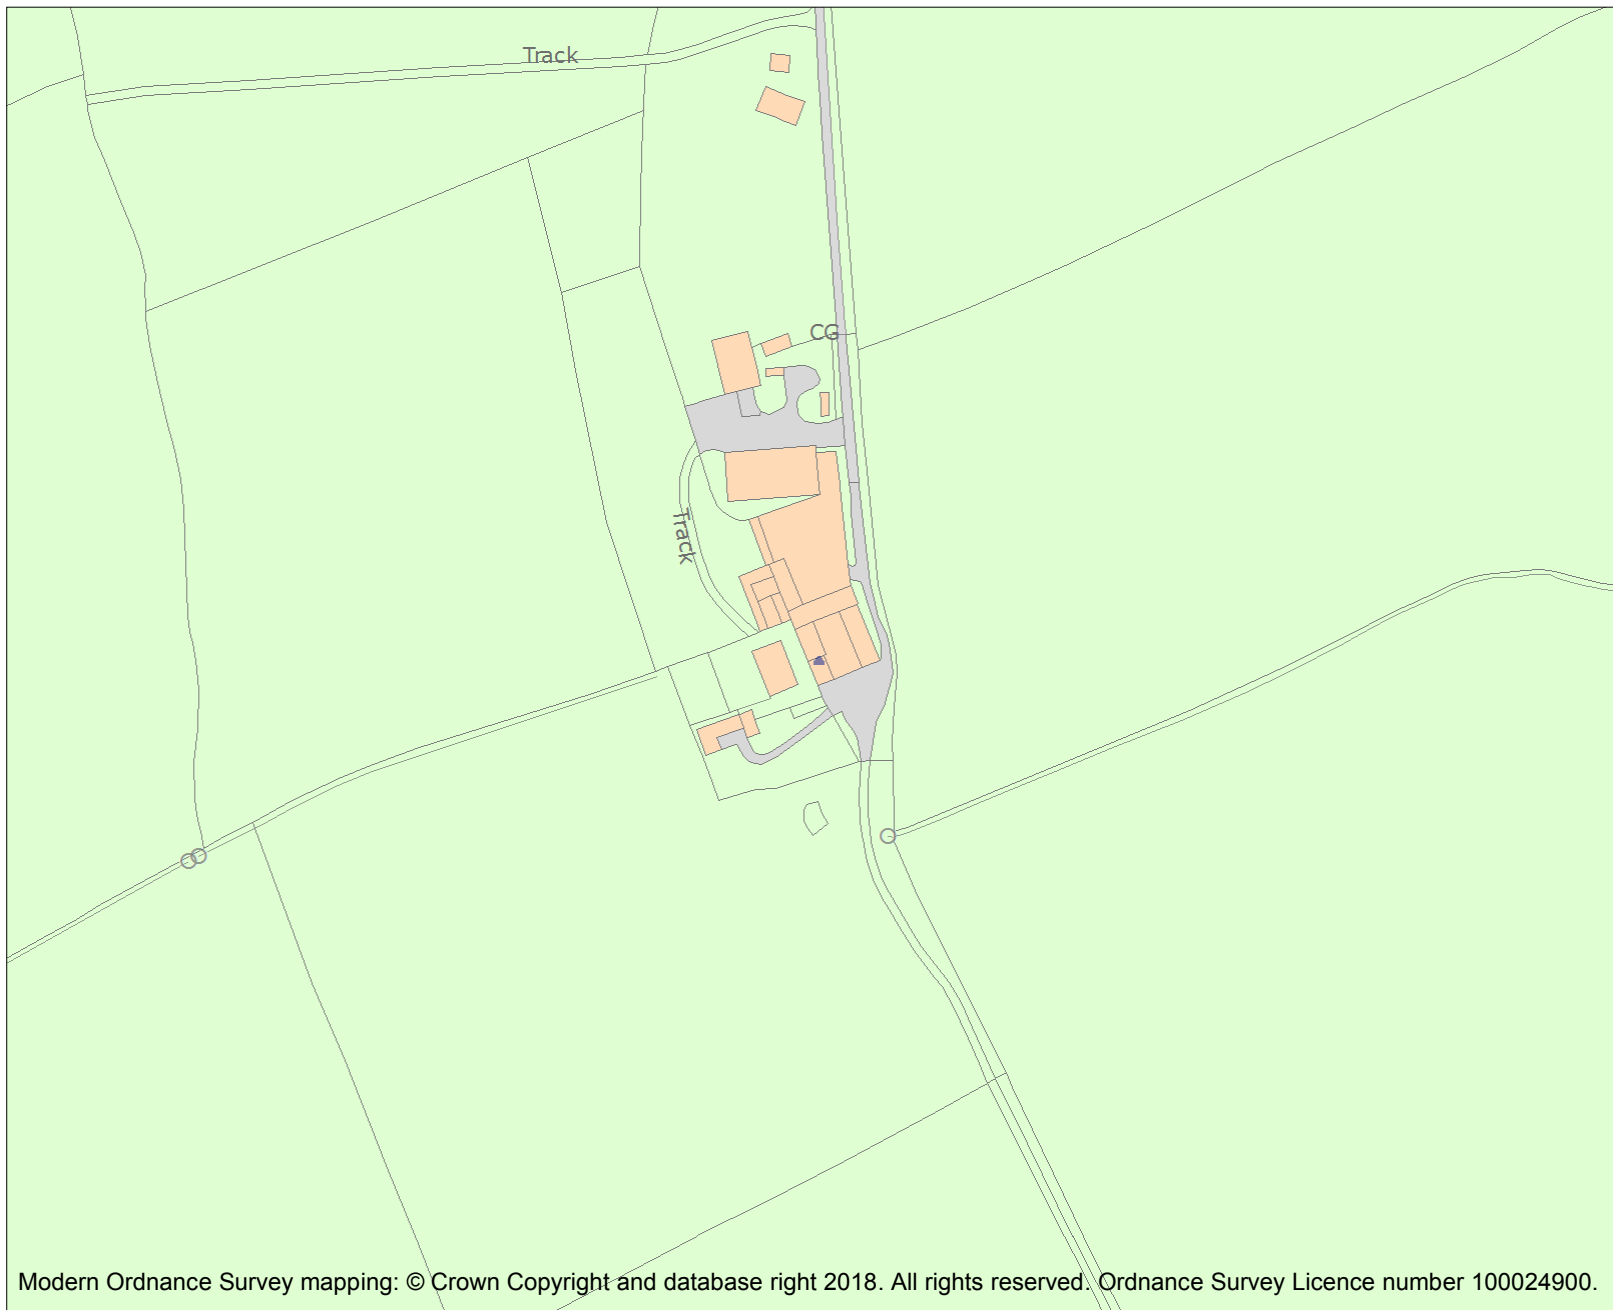 Track
CG
Track
Modern Ordnance Survey mapping: © Crown Copyright and database right 2018. All rights reserved. Ordnance Survey Licence number 100024900.